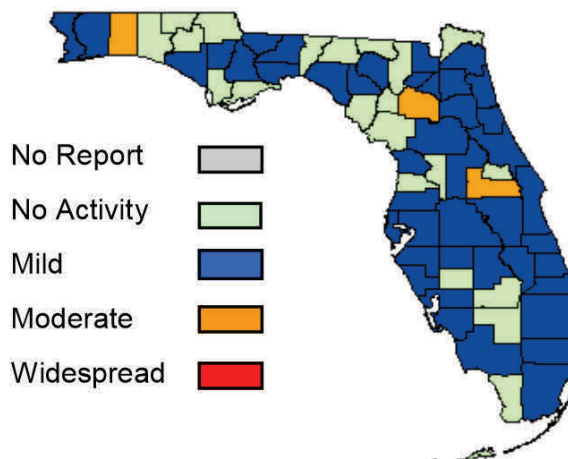 No Report
No Activity
Mild
Moderate
Widespread